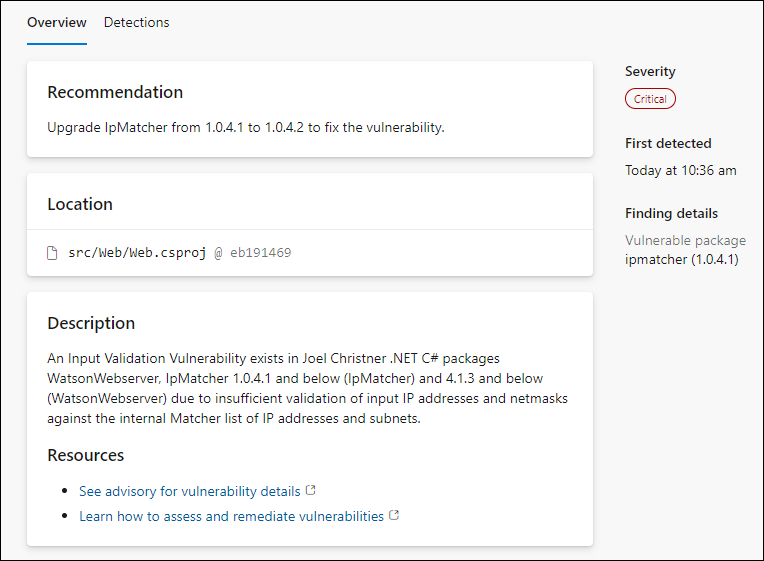 Overview
Detections
Recommendation
Upgrade IpMatcher from 1.0.4.1 to 1.0.4.2 to fix the vulnerability.
Location
src/Web/Web.csproj @ eb191469
Description
An Input Validation Vulnerability exists in Joel Christner .NET C# packages
WatsonWebserver, IpMatcher 1.0.4.1 and below (IpMatcher) and 4.1.3 and below
(WatsonWebserver) due to insufficient validation of input IP addresses and netmasks
against the internal Matcher list of IP addresses and subnets.
Resources
See advisory for vulnerability details
Learn how to assess and remediate vulnerabilities
Severity
Critical
First detected
Today at 10:36 am
Finding details
Vulnerable package
ipmatcher (1.0.4.1)